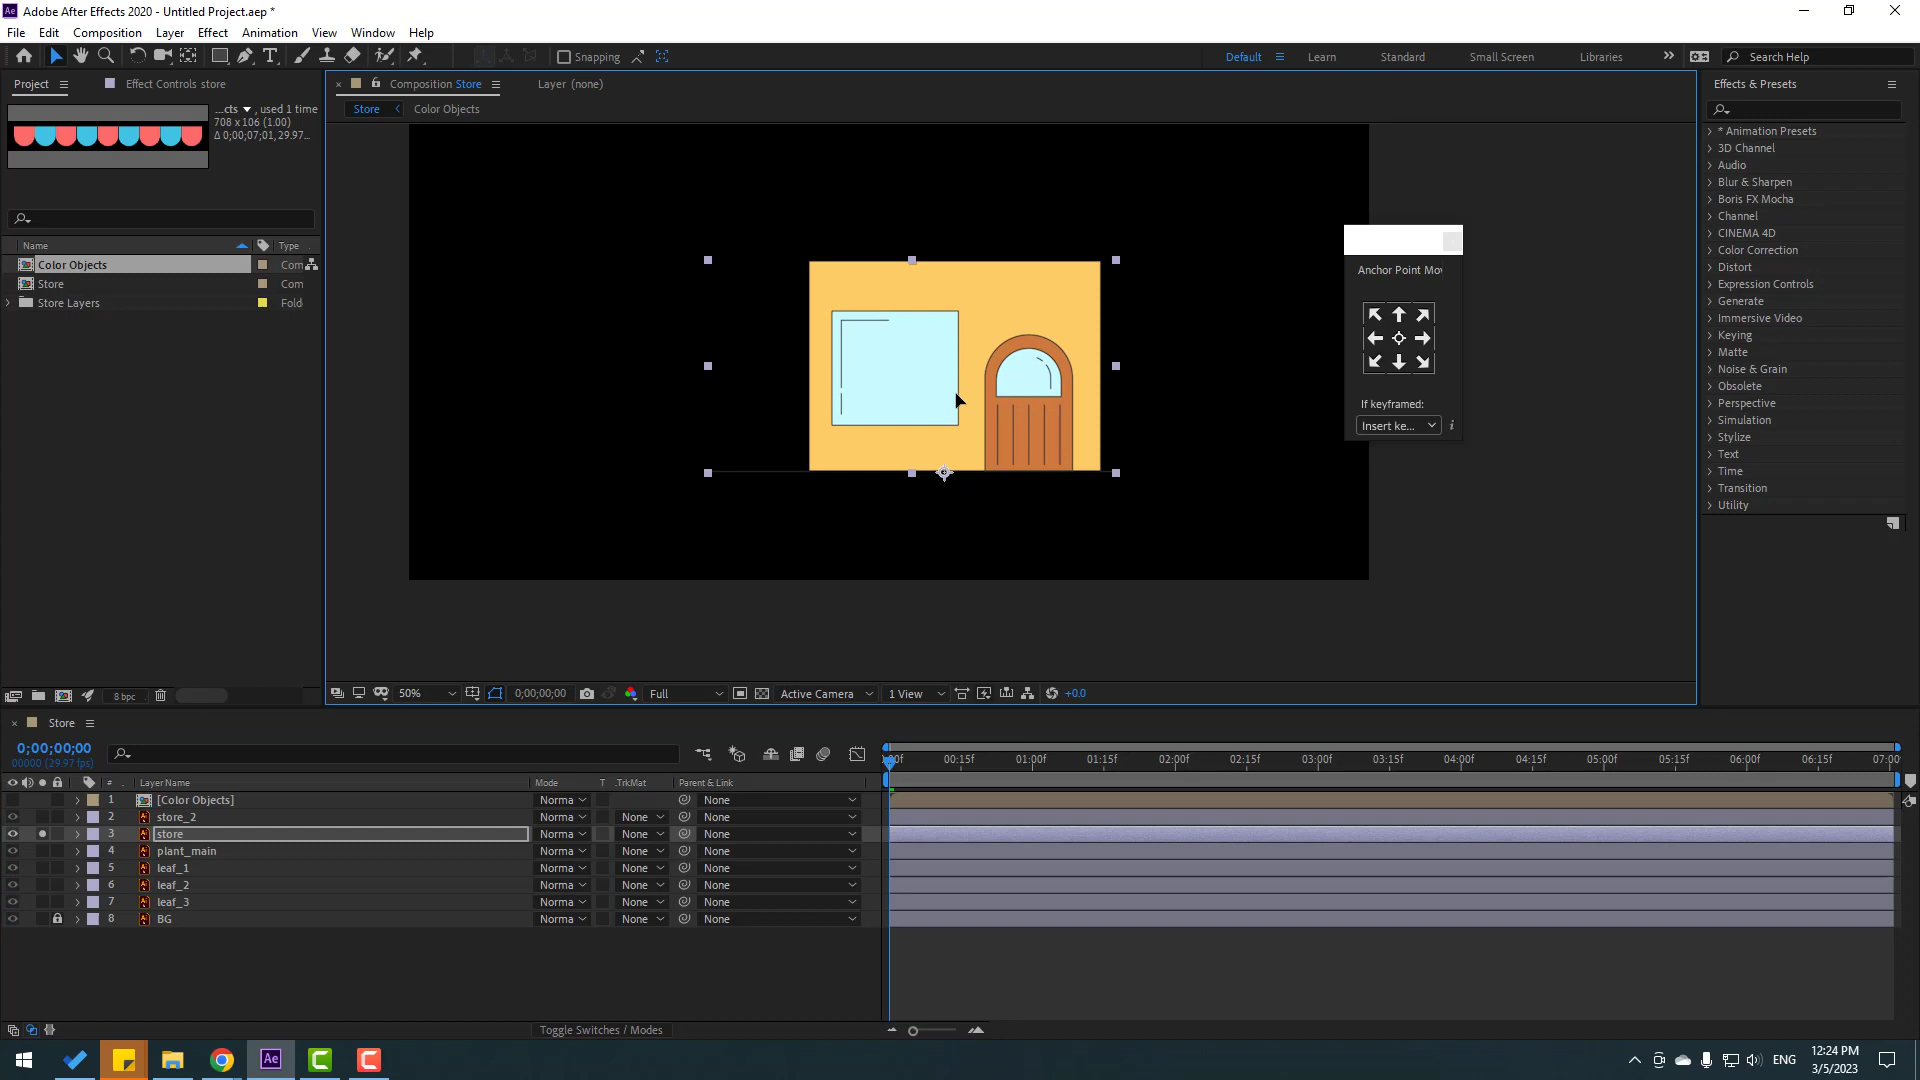 Adobe After Effects 2020 - Untitled Project.aep *
File Edit Composition Layer Effect Animation View Window Help
Snapping
Default Learn Standard Small Screen Libraries Search Help
Project Effect Controls store
Composition Store Layer (none)
Effects & Presets
Store Color Objects
...cts , used 1 time
708 x 106 (1.00)
Δ 0;00;07;01, 29.97...
* Animation Presets
3D Channel
Audio
Blur & Sharpen
Boris FX Mocha
Channel
CINEMA 4D
Color Correction
Distort
Expression Controls
Generate
Immersive Video
Keying
Matte
Noise & Grain
Obsolete
Perspective
Simulation
Stylize
Text
Time
Transition
Utility
Name Type
Color Objects Com
Store Com
Store Layers Fold
Anchor Point Mov
If keyframed:
Insert ke... i
8 bpc
50% 0;00;00;00 Full Active Camera 1 View +0.0
Store
0;00;00;00
00000 (29.97 fps)
00f 00:15f 01:00f 01:15f 02:00f 02:15f 03:00f 03:15f 04:00f 04:15f 05:00f 05:15f 06:00f 06:15f 07:00
# Layer Name Mode T .TrkMat Parent & Link
1 [Color Objects] Norma None
2 store_2 Norma None None
3 store Norma None None
4 plant_main Norma None None
5 leaf_1 Norma None None
6 leaf_2 Norma None None
7 leaf_3 Norma None None
8 BG Norma None None
Toggle Switches / Modes
ENG
12:24 PM
3/5/2023